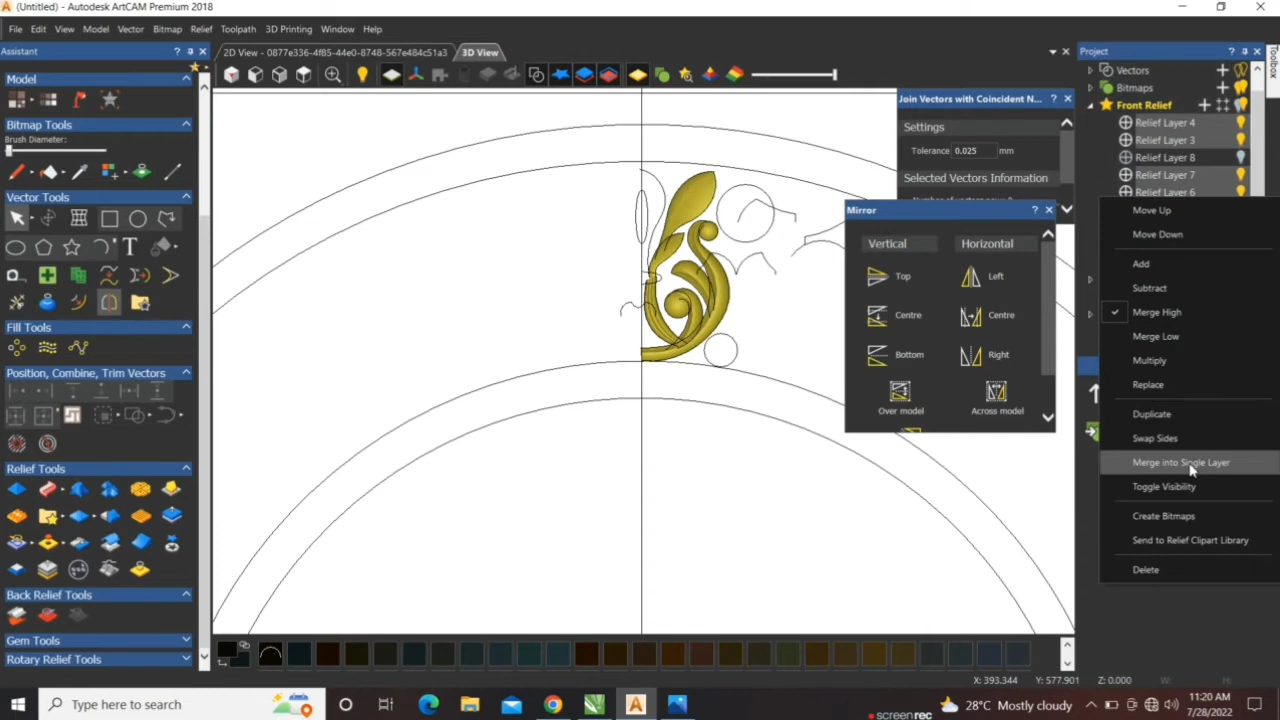 (Untitled) - Autodesk ArtCAM Premium 2018
File Edit View Model Vector Bitmap Relief Toolpath 3D Printing Window Help
Assistant ?
2D View - 0877e336-4f85-44e0-8748-567e484c51a3 3D View
Project ?
Toolbox
Model
Bitmap Tools
Brush Diameter:
Vector Tools
Fill Tools
Position, Combine, Trim Vectors
Relief Tools
Back Relief Tools
Gem Tools
Rotary Relief Tools
Join Vectors with Coincident N... ?
Settings
Tolerance 0.025 mm
Selected Vectors Information
Mirror ?
Vertical Horizontal
Top Left
Centre Centre
Bottom Right
Over model Across model
Vectors
Bitmaps
Front Relief
Relief Layer 4
Relief Layer 3
Relief Layer 8
Relief Layer 7
Relief Layer 6
Move Up
Move Down
Add
Subtract
Merge High
Merge Low
Multiply
Replace
Duplicate
Swap Sides
Merge into Single Layer
Toggle Visibility
Create Bitmaps
Send to Relief Clipart Library
Delete
X: 393.344 Y: 577.901 Z: 0.000 W: H:
Type here to search
28°C Mostly cloudy
11:20 AM
7/28/2022
screenrec